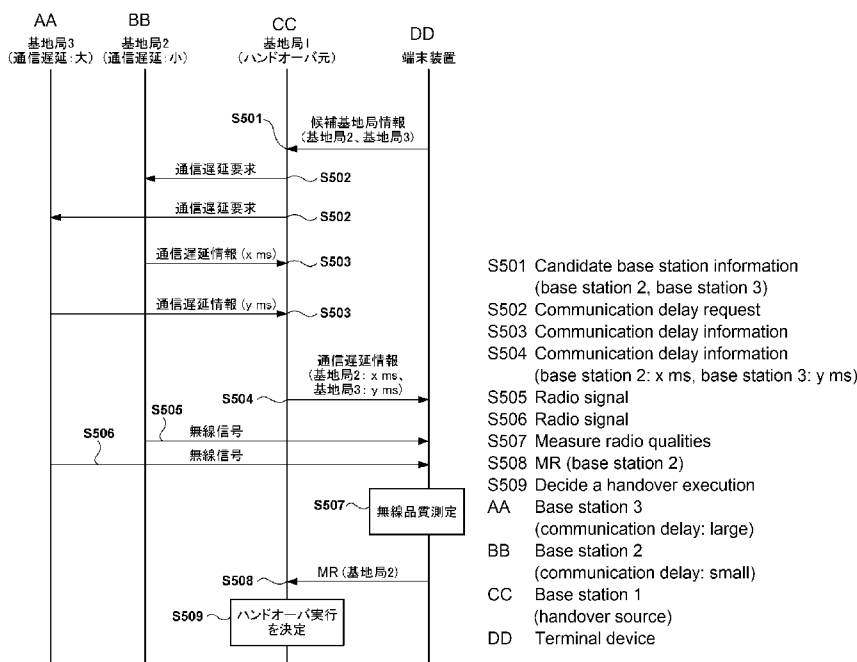 AA
基地局3
(通信遅延:大)
BB
基地局2
(通信遅延:小)
CC
基地局1
(ハンドオーバ元)
DD
端末装置
S501
候補基地局情報
(基地局2、基地局3)
通信遅延要求
S502
通信遅延要求
S502
通信遅延情報 (x ms)
S503
通信遅延情報 (y ms)
S503
通信遅延情報
(基地局2: x ms、
基地局3: y ms)
S504
S505
無線信号
S506
無線信号
S507
無線品質測定
MR (基地局2)
S508
S509
ハンドオーバ実行
を決定
S501 Candidate base station information
(base station 2, base station 3)
S502 Communication delay request
S503 Communication delay information
S504 Communication delay information
(base station 2: x ms, base station 3: y ms)
S505 Radio signal
S506 Radio signal
S507 Measure radio qualities
S508 MR (base station 2)
S509 Decide a handover execution
AA Base station 3
(communication delay: large)
BB Base station 2
(communication delay: small)
CC Base station 1
(handover source)
DD Terminal device